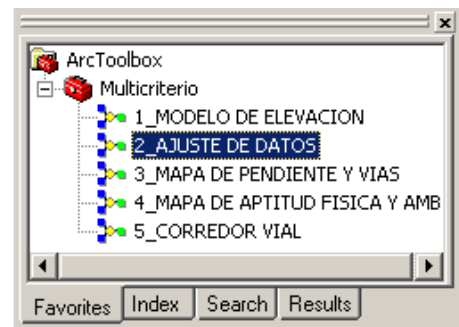 ArcToolbox
Multicriterio
1_MODELO DE ELEVACION
2_AJUSTE DE DATOS
3_MAPA DE PENDIENTE Y VIAS
4_MAPA DE APTITUD FISICA Y AMB
5_CORREDOR VIAL
Favorites Index Search Results